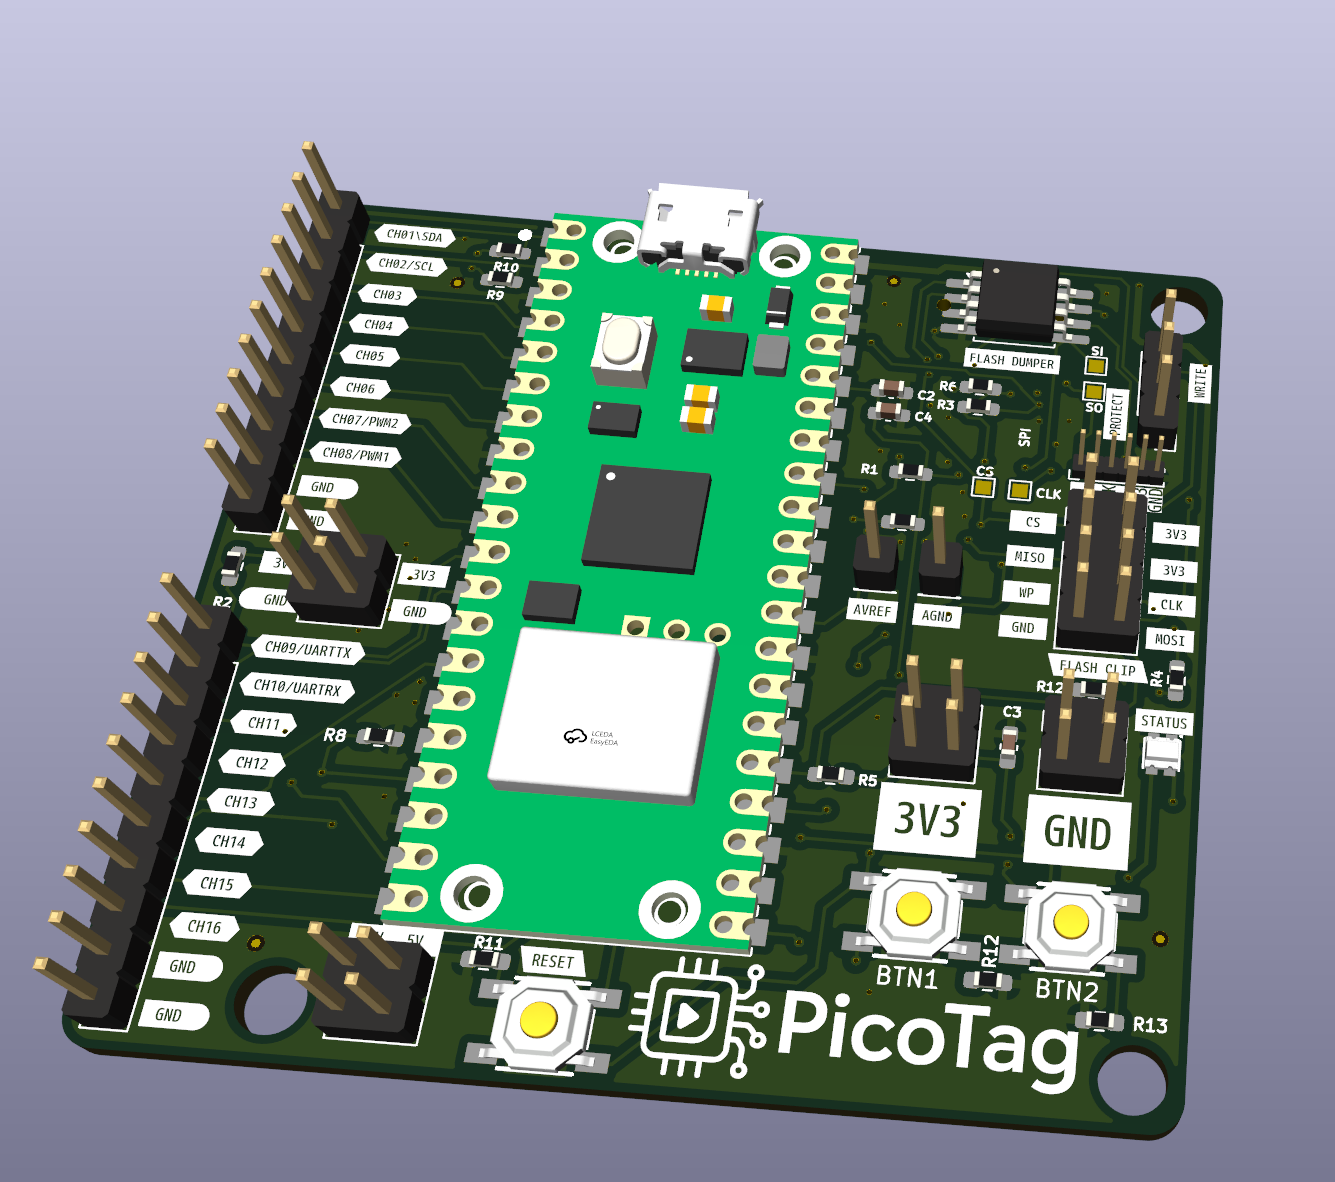 CH01\SDA
CH02/SCL
CH03
CH04
CH05
CH06
CH07/PWM2
CH08/PWM1
GND
R10
R9
R2
GND
3V3
GND
CH09/UARTTX
CH10/UARTRX
CH11
CH12
CH13
CH14
CH15
CH16
GND
GND
R8
LCEDA
EasyEDA
5V
R11
RESET
FLASH DUMPER
SI
SO
PROTECT
WRITE
C2
C4
R6
R3
SPI
R1
CS
CLK
GND
CS
MISO
WP
GND
3V3
3V3
CLK
MOSI
AVREF
AGND
FLASH CLIP
R12
R4
C3
STATUS
R5
3V3
GND
BTN1
R12
BTN2
R13
PicoTag